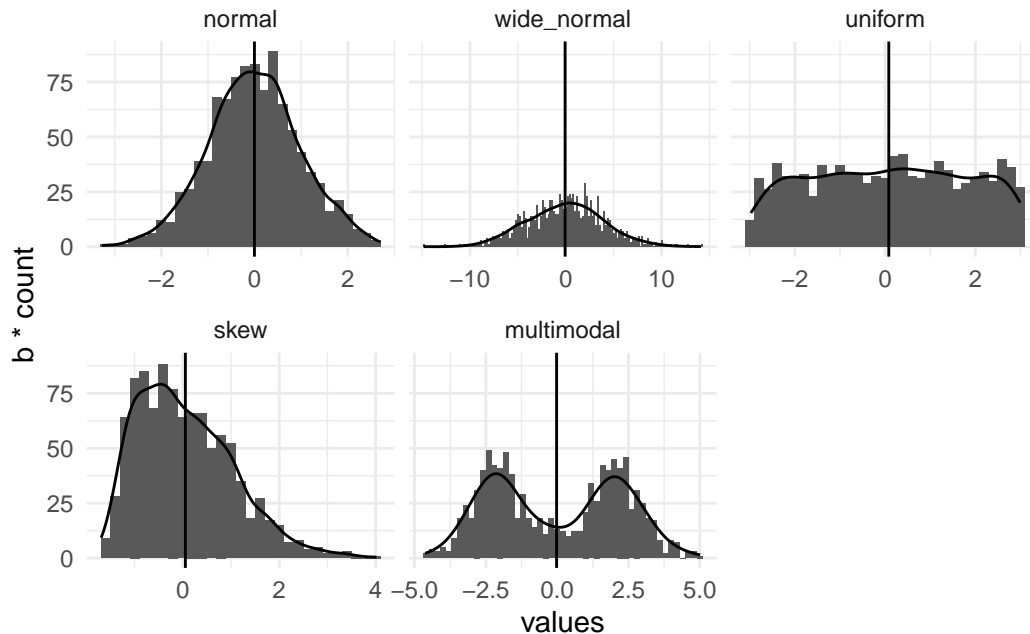 normal wide_normal uniform
75
50
25
0
−2 0 2 −10 0 10 −2 0 2
b * count
skew multimodal
75
50
25
0
0 2 4 −5.0 −2.5 0.0 2.5 5.0
values